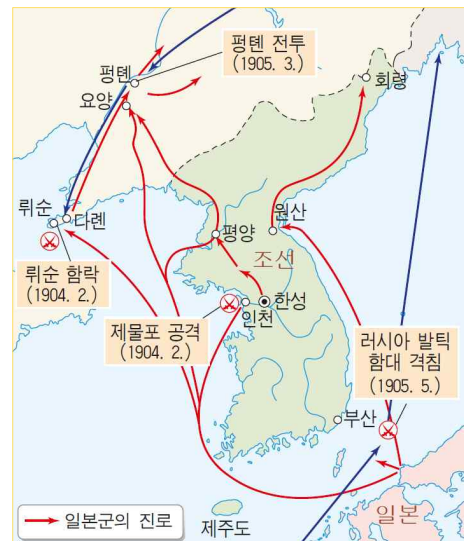 펑톈 전투
(1905. 3.)
펑톈
요양
회령
뤼순
다롄
뤼순 함락
(1904. 2.)
평양
원산
조선
제물포 공격
(1904. 2.)
인천
한성
러시아 발틱
함대 격침
(1905. 5.)
부산
일본군의 진로
제주도
일본